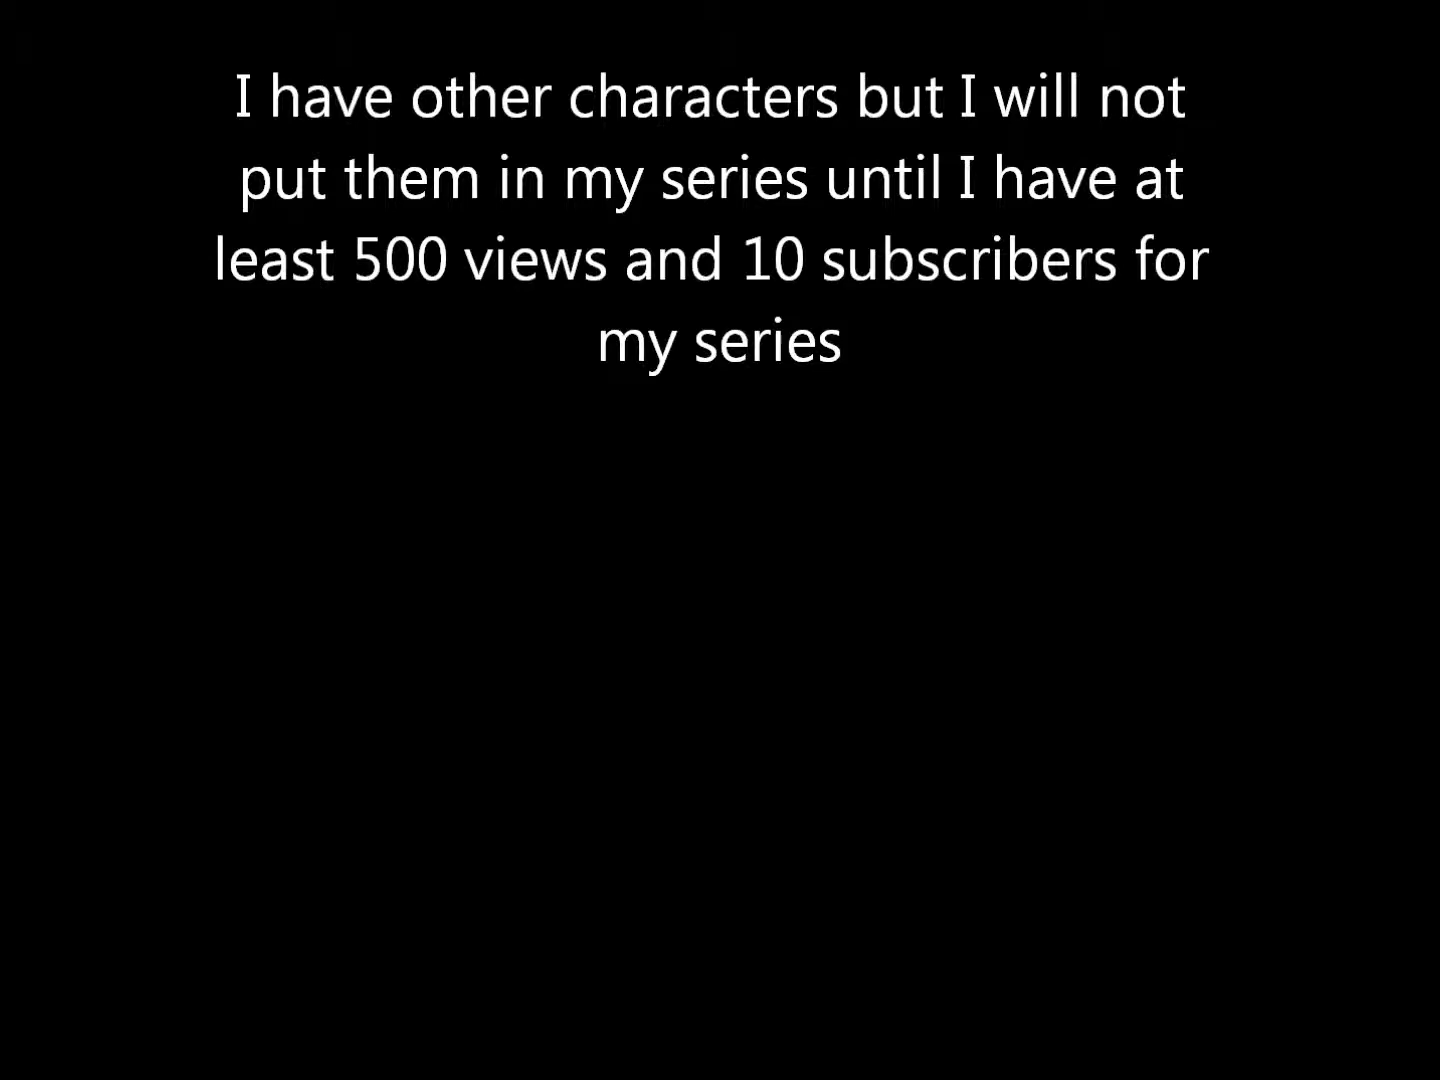 I have other characters but I will not
put them in my series until I have at
least 500 views and 10 subscribers for
my series